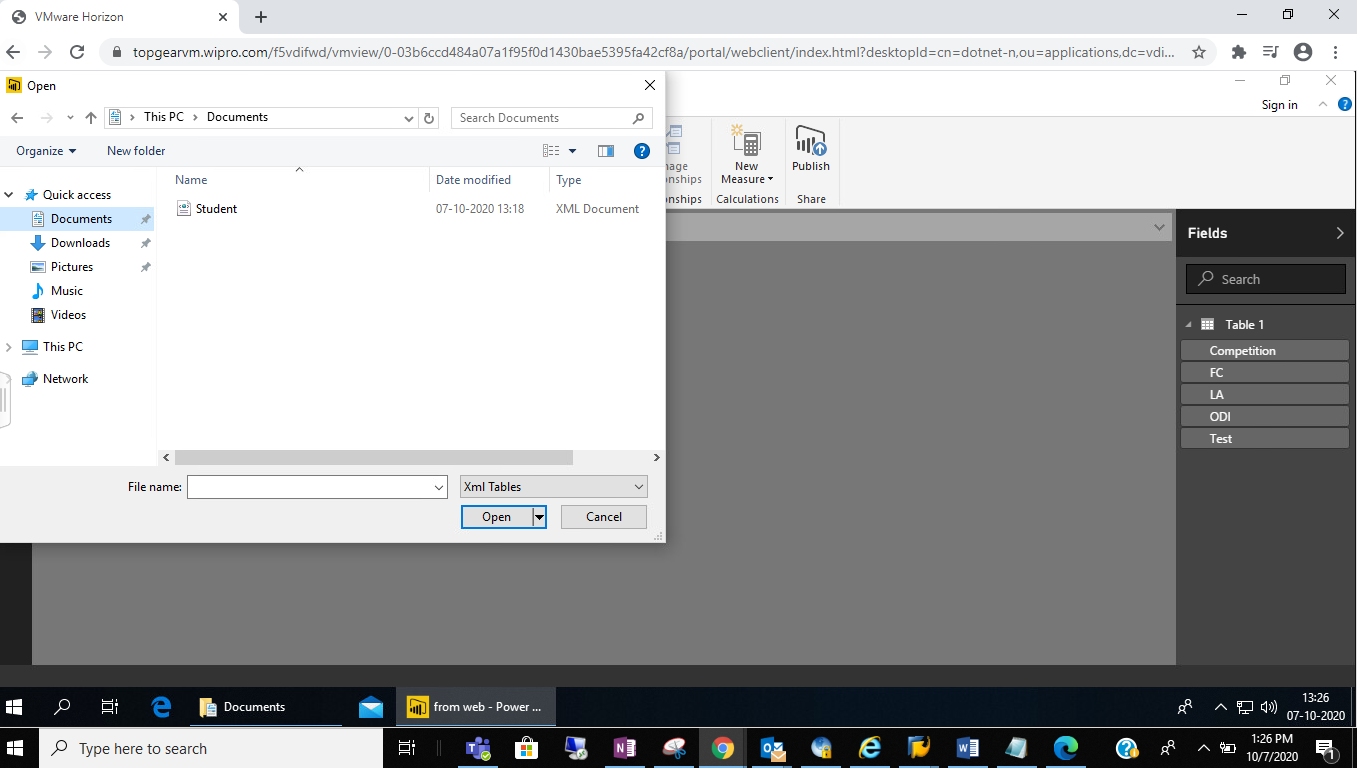 VMware Horizon
topgearvm.wipro.com/f5vdifwd/vmview/0-03b6ccd484a07a1f95f0d1430bae5395fa42cf8a/portal/webclient/index.html?desktopId=cn=dotnet-n,ou=applications,dc=vdi...
Open
This PC > Documents
Search Documents
Organize
New folder
Name
Date modified
Type
Student
07-10-2020 13:18
XML Document
Quick access
Documents
Downloads
Pictures
Music
Videos
This PC
Network
File name:
Xml Tables
Open
Cancel
Sign in
nage
onships
onships
New
Measure
Calculations
Publish
Share
Fields
Search
Table 1
Competition
FC
LA
ODI
Test
Documents
from web - Power ...
13:26
07-10-2020
Type here to search
1:26 PM
10/7/2020
1